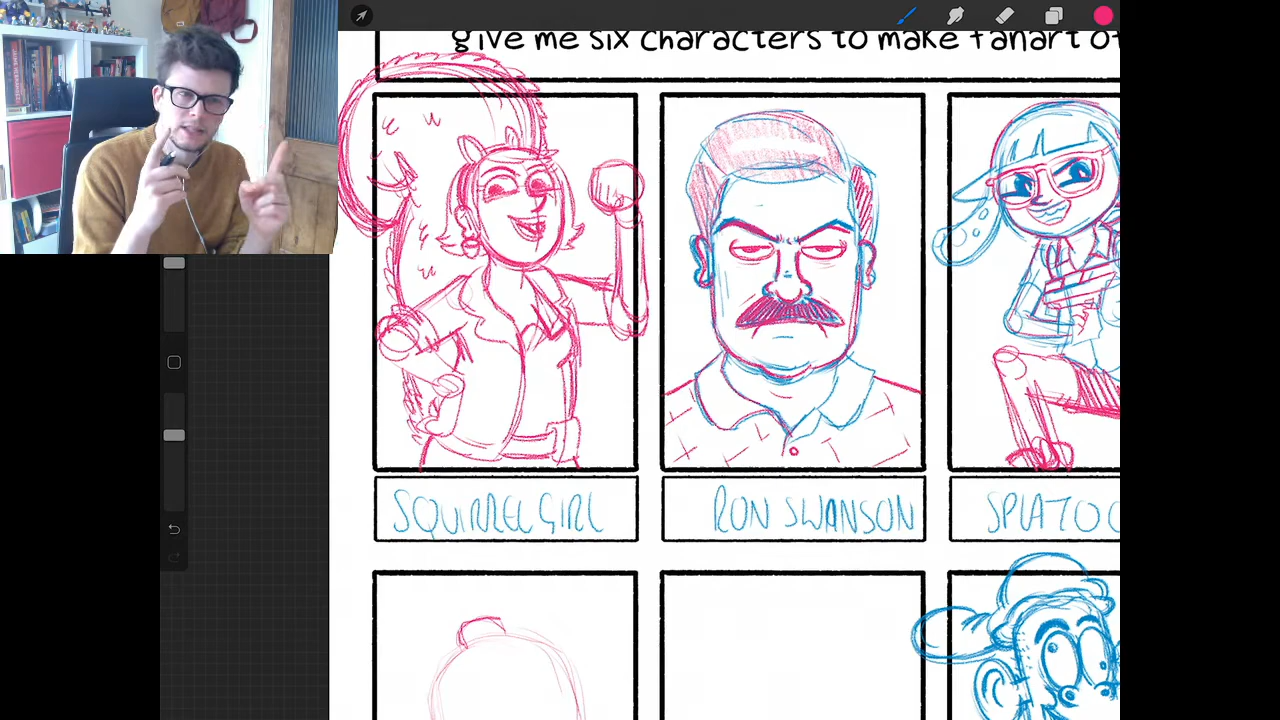 give me six characters to make fanart of
SQUIRREL GIRL
RON SWANSON
SPLATOO